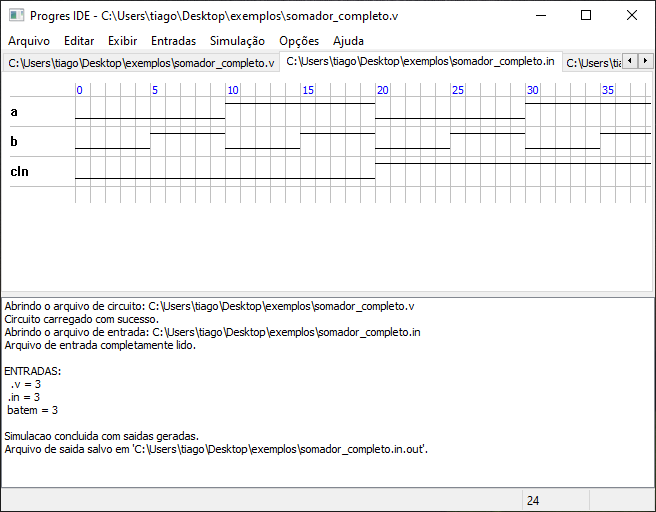 Progres IDE - C:\Users\tiago\Desktop\exemplos\somador_completo.v
Arquivo Editar Exibir Entradas Simulação Opções Ajuda
C:\Users\tiago\Desktop\exemplos\somador_completo.v C:\Users\tiago\Desktop\exemplos\somador_completo.in C:\Users\ti
0 5 10 15 20 25 30 35
a
b
cIn
Abrindo o arquivo de circuito: C:\Users\tiago\Desktop\exemplos\somador_completo.v
Circuito carregado com sucesso.
Abrindo o arquivo de entrada: C:\Users\tiago\Desktop\exemplos\somador_completo.in
Arquivo de entrada completamente lido.
ENTRADAS:
.v = 3
.in = 3
batem = 3
Simulacao concluida com saidas geradas.
Arquivo de saida salvo em 'C:\Users\tiago\Desktop\exemplos\somador_completo.in.out'.
24